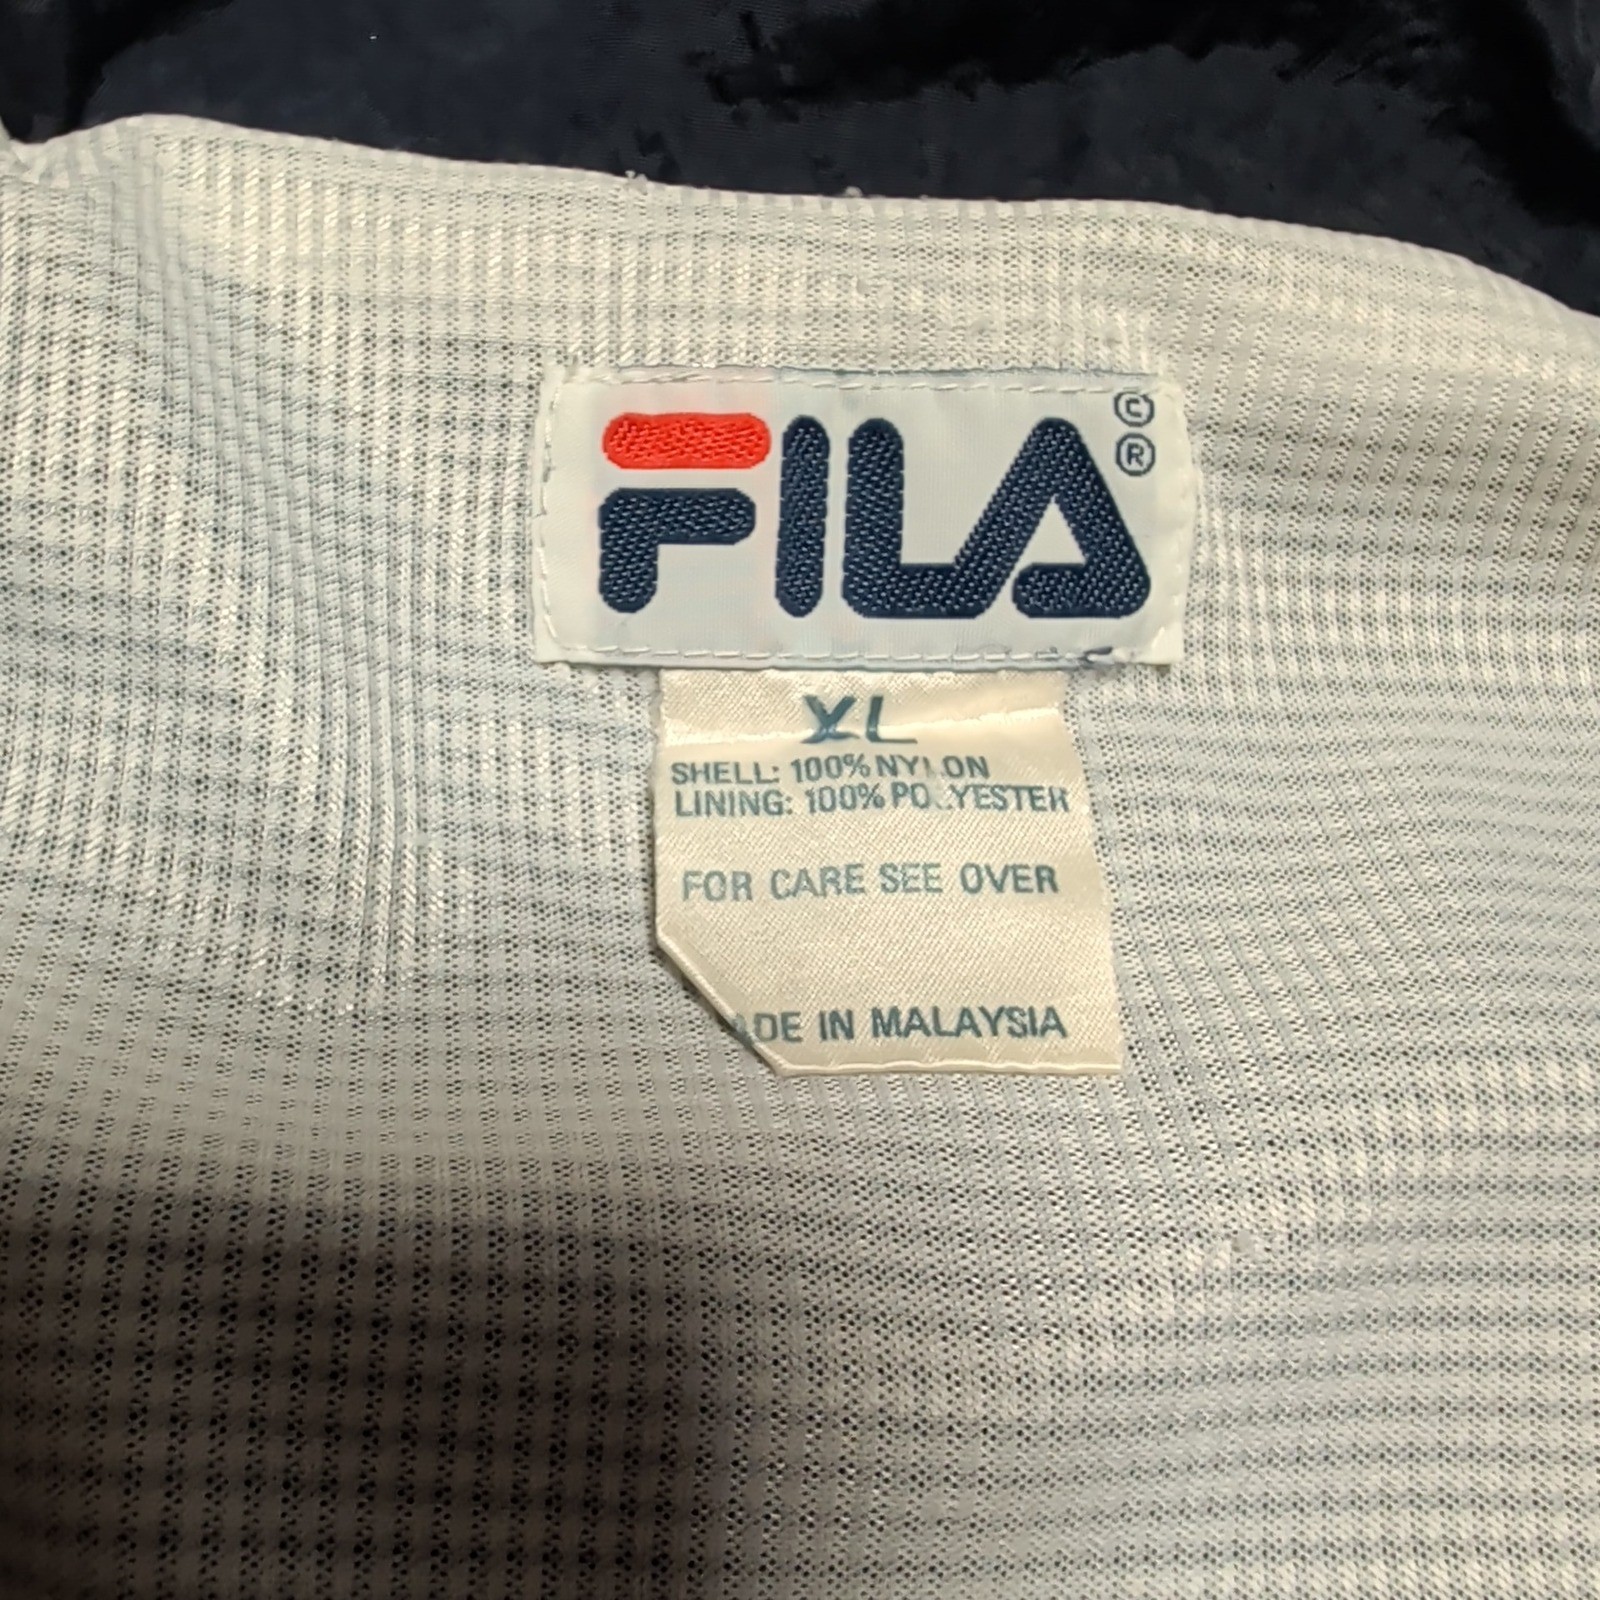 FILA © ®
XL
SHELL: 100% NYLON
LINING: 100% POLYESTER
FOR CARE SEE OVER
ADE IN MALAYSIA